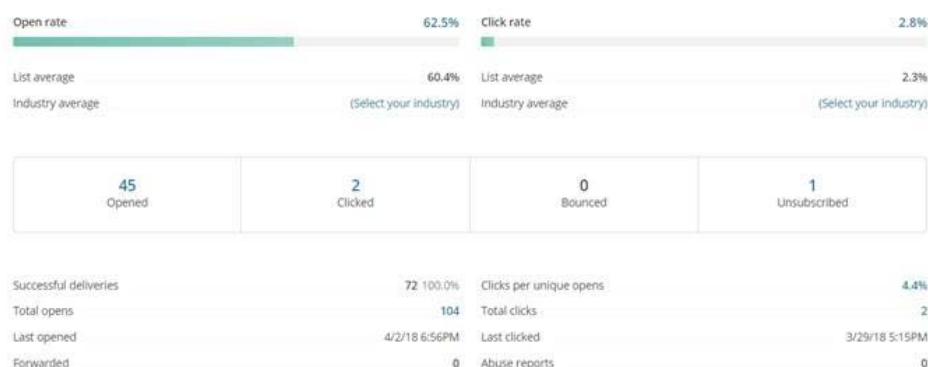 Open rate 62.5% Click rate 2.8%
List average 60.4% List average 2.3%
Industry average (Select your industry) Industry average (Select your industry)
45 2 0 1
Opened Clicked Bounced Unsubscribed
Successful deliveries 72 100.0% Clicks per unique opens 4.4%
Total opens 104 Total clicks 2
Last opened 4/2/18 6:56PM Last clicked 3/29/18 5:15PM
Forwarded 0 Abuse reports 0